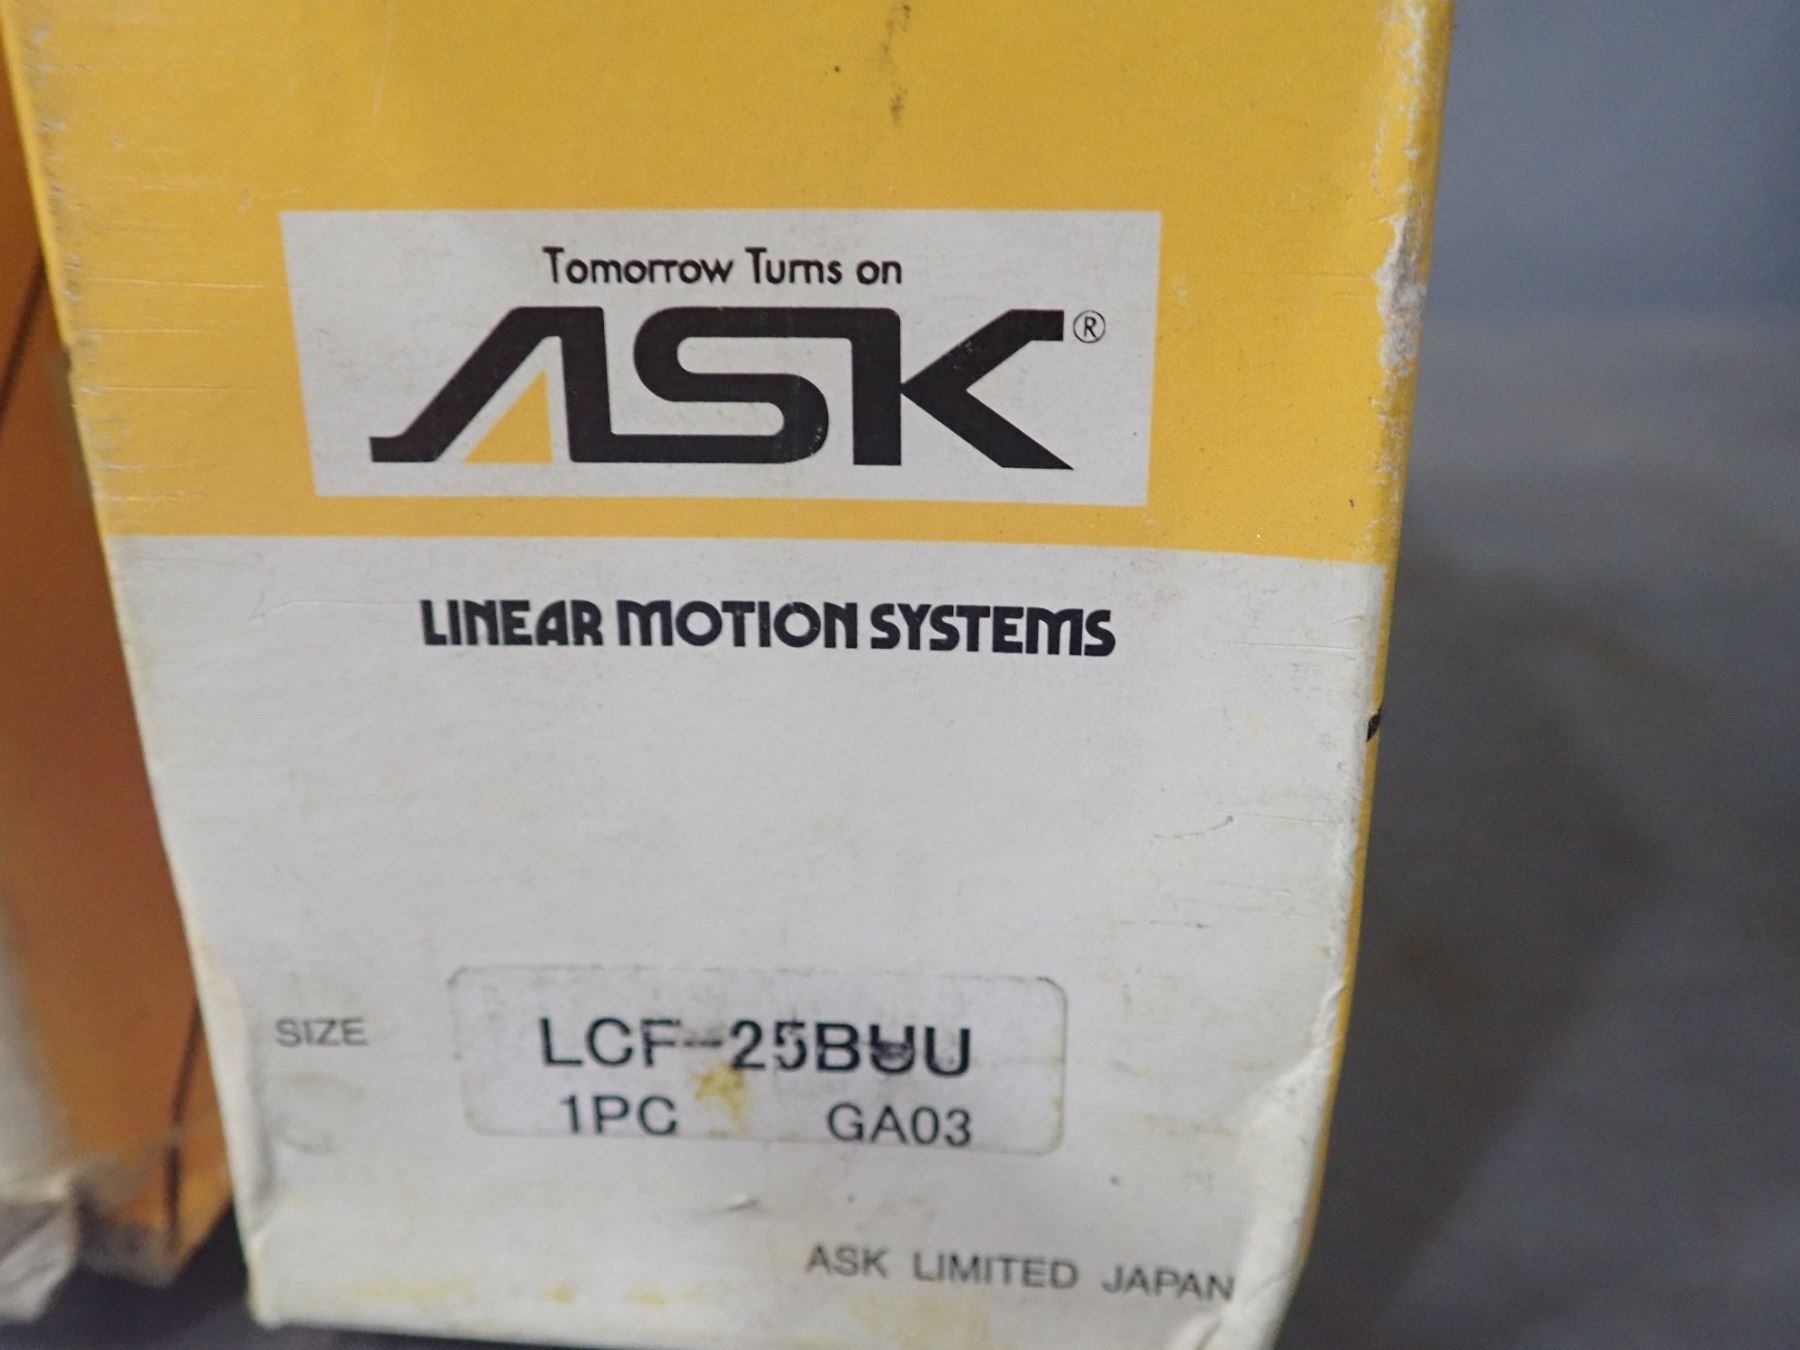 Tomorrow Turns on
ASK®
LINEAR MOTION SYSTEMS
SIZE
LCF-25BUU
1PC GA03
ASK LIMITED JAPAN